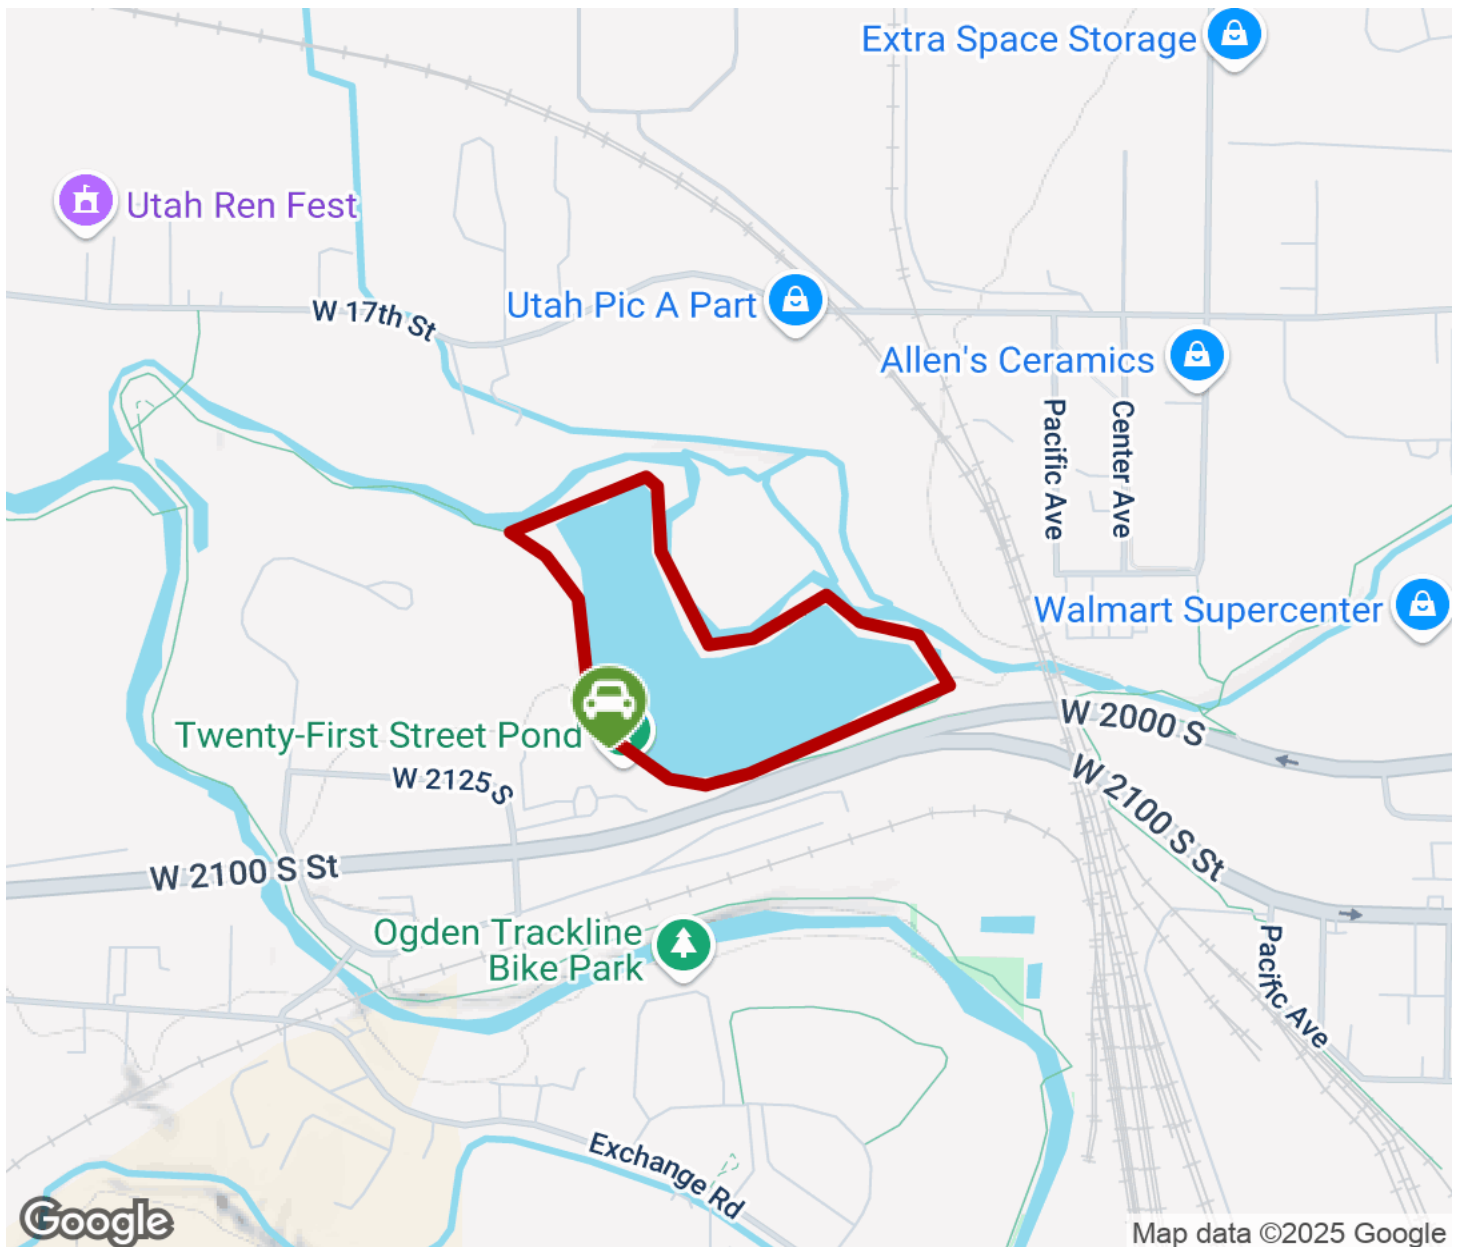 Extra Space Storage
Utah Ren Fest
W 17th St
Utah Pic A Part
Allen's Ceramics
Pacific Ave
Center Ave
Walmart Supercenter
W 2000 S
Twenty-First Street Pond
W 2125 S
W 2100 S St
W 2100 S St
Ogden Trackline
Bike Park
Pacific Ave
Exchange Rd
Google
Map data ©2025 Google